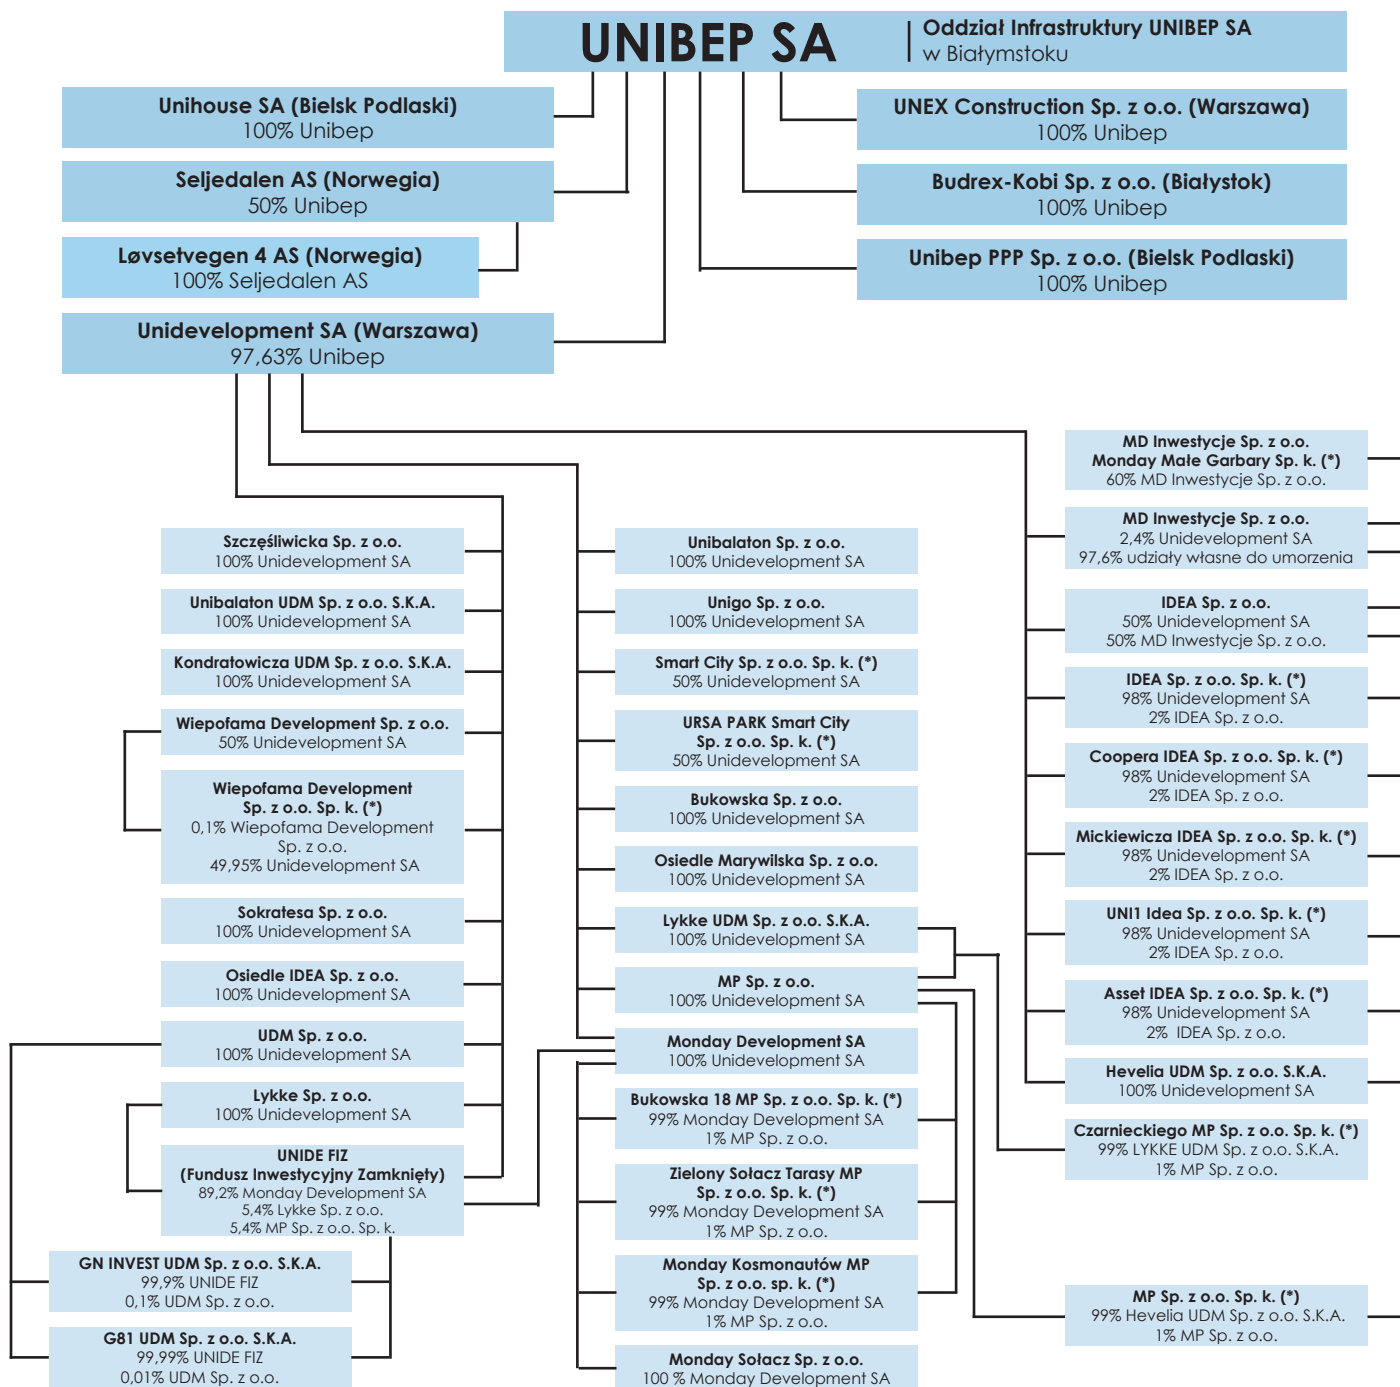 UNIBEP SA
Oddział Infrastruktury UNIBEP SA
w Białymstoku
Unihouse SA (Bielsk Podlaski)
100% Unibep
Seljedalen AS (Norwegia)
50% Unibep
Løvsetvegen 4 AS (Norwegia)
100% Seljedalen AS
Unidevelopment SA (Warszawa)
97,63% Unibep
UNEX Construction Sp. z o.o. (Warszawa)
100% Unibep
Budrex-Kobi Sp. z o.o. (Białystok)
100% Unibep
Unibep PPP Sp. z o.o. (Bielsk Podlaski)
100% Unibep
Szczęśliwicka Sp. z o.o.
100% Unidevelopment SA
Unibalaton UDM Sp. z o.o. S.K.A.
100% Unidevelopment SA
Kondratowicza UDM Sp. z o.o. S.K.A.
100% Unidevelopment SA
Wiepofama Development Sp. z o.o.
50% Unidevelopment SA
Wiepofama Development
Sp. z o.o. Sp. k. (*)
0,1% Wiepofama Development
Sp. z o.o.
49,95% Unidevelopment SA
Sokratesa Sp. z o.o.
100% Unidevelopment SA
Osiedle IDEA Sp. z o.o.
100% Unidevelopment SA
UDM Sp. z o.o.
100% Unidevelopment SA
Lykke Sp. z o.o.
100% Unidevelopment SA
UNIDE FIZ
(Fundusz Inwestycyjny Zamknięty)
89,2% Monday Development SA
5,4% Lykke Sp. z o.o.
5,4% MP Sp. z o.o. Sp. k.
GN INVEST UDM Sp. z o.o. S.K.A.
99,9% UNIDE FIZ
0,1% UDM Sp. z o.o.
G81 UDM Sp. z o.o. S.K.A.
99,99% UNIDE FIZ
0,01% UDM Sp. z o.o.
Unibalaton Sp. z o.o.
100% Unidevelopment SA
Unigo Sp. z o.o.
100% Unidevelopment SA
Smart City Sp. z o.o. Sp. k. (*)
50% Unidevelopment SA
URSA PARK Smart City
Sp. z o.o. Sp. k. (*)
50% Unidevelopment SA
Bukowska Sp. z o.o.
100% Unidevelopment SA
Osiedle Marywilska Sp. z o.o.
100% Unidevelopment SA
Lykke UDM Sp. z o.o. S.K.A.
100% Unidevelopment SA
MP Sp. z o.o.
100% Unidevelopment SA
Monday Development SA
100% Unidevelopment SA
Bukowska 18 MP Sp. z o.o. Sp. k. (*)
99% Monday Development SA
1% MP Sp. z o.o.
Zielony Sołacz Tarasy MP
Sp. z o.o. Sp. k. (*)
99% Monday Development SA
1% MP Sp. z o.o.
Monday Kosmonautów MP
Sp. z o.o. sp. k. (*)
99% Monday Development SA
1% MP Sp. z o.o.
Monday Sołacz Sp. z o.o.
100 % Monday Development SA
MD Inwestycje Sp. z o.o.
Monday Małe Garbary Sp. k. (*)
60% MD Inwestycje Sp. z o.o.
MD Inwestycje Sp. z o.o.
2,4% Unidevelopment SA
97,6% udziały własne do umorzenia
IDEA Sp. z o.o.
50% Unidevelopment SA
50% MD Inwestycje Sp. z o.o.
IDEA Sp. z o.o. Sp. k. (*)
98% Unidevelopment SA
2% IDEA Sp. z o.o.
Coopera IDEA Sp. z o.o. Sp. k. (*)
98% Unidevelopment SA
2% IDEA Sp. z o.o.
Mickiewicza IDEA Sp. z o.o. Sp. k. (*)
98% Unidevelopment SA
2% IDEA Sp. z o.o.
UNI1 Idea Sp. z o.o. Sp. k. (*)
98% Unidevelopment SA
2% IDEA Sp. z o.o.
Asset IDEA Sp. z o.o. Sp. k. (*)
98% Unidevelopment SA
2% IDEA Sp. z o.o.
Hevelia UDM Sp. z o.o. S.K.A.
100% Unidevelopment SA
Czarnieckiego MP Sp. z o.o. Sp. k. (*)
99% LYKKE UDM Sp. z o.o. S.K.A.
1% MP Sp. z o.o.
MP Sp. z o.o. Sp. k. (*)
99% Hevelia UDM Sp. z o.o. S.K.A.
1% MP Sp. z o.o.